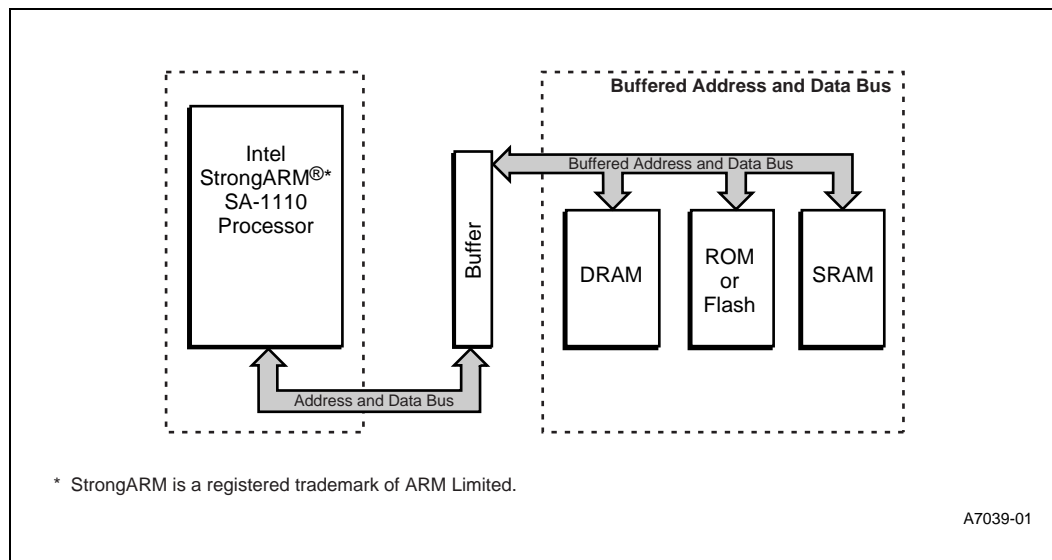 Buffered Address and Data Bus
Intel
StrongARM®*
SA-1110
Processor
Buffer
Buffered Address and Data Bus
DRAM
ROM
or
Flash
SRAM
Address and Data Bus
* StrongARM is a registered trademark of ARM Limited.
A7039-01